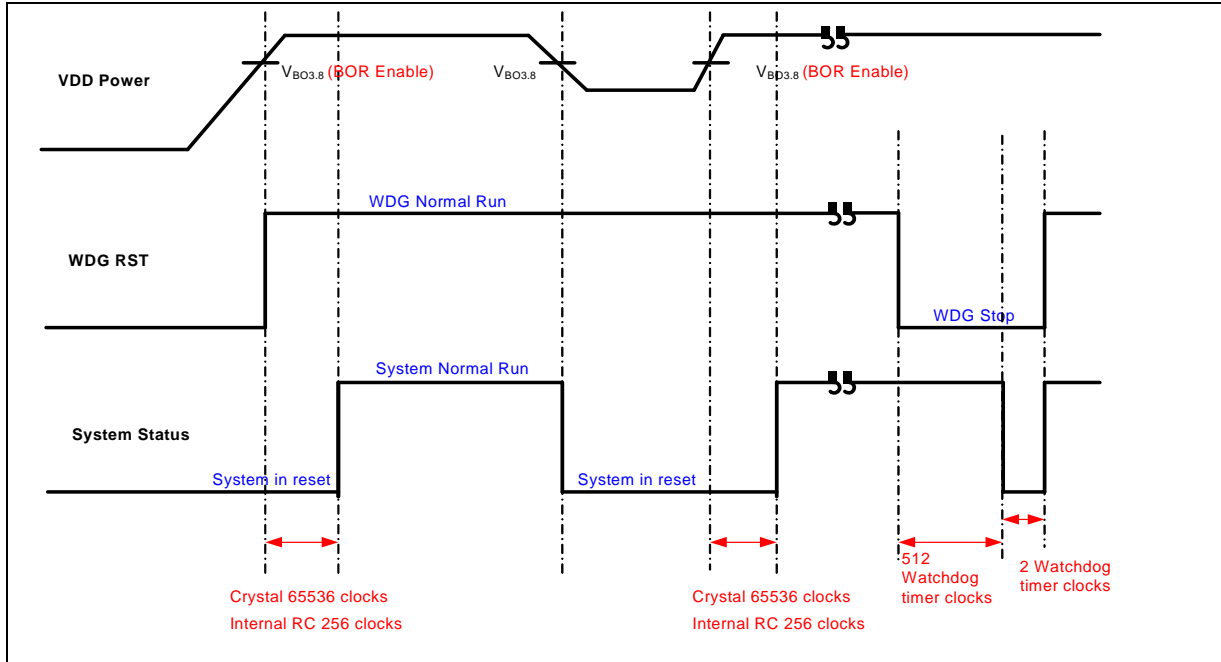 VDD Power
VBO3.8 (BOR Enable)
VBO3.8
VBO3.8 (BOR Enable)
WDG Normal Run
WDG RST
WDG Stop
System Normal Run
System Status
System in reset
System in reset
Crystal 65536 clocks
Internal RC 256 clocks
Crystal 65536 clocks
Internal RC 256 clocks
512
Watchdog
timer clocks
2 Watchdog
timer clocks